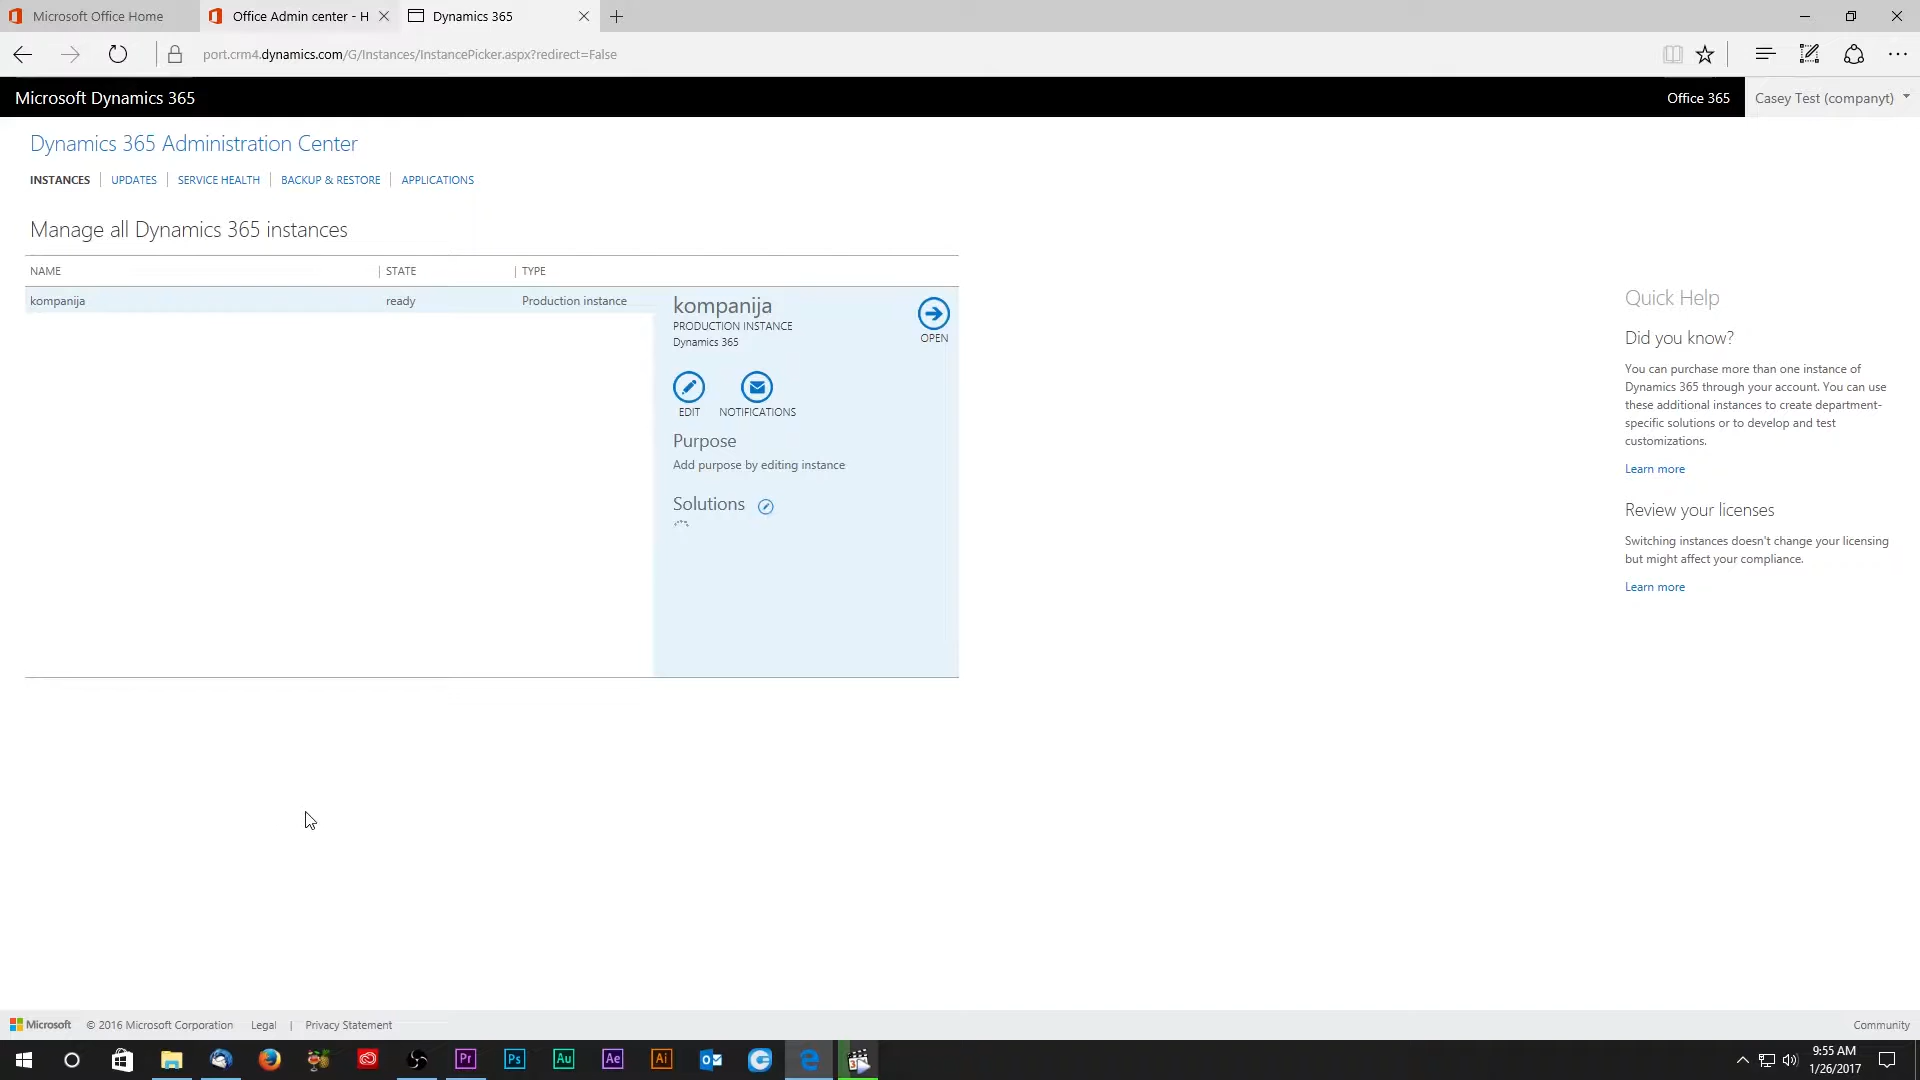 Microsoft Office Home
Office Admin center - H
Dynamics 365
port.crm4.dynamics.com/G/Instances/InstancePicker.aspx?redirect=False
Microsoft Dynamics 365
Office 365
Casey Test (companyt)
Dynamics 365 Administration Center
INSTANCES | UPDATES | SERVICE HEALTH | BACKUP & RESTORE | APPLICATIONS
Manage all Dynamics 365 instances
NAME | STATE | TYPE
kompanija ready Production instance
kompanija
PRODUCTION INSTANCE
Dynamics 365
OPEN
EDIT NOTIFICATIONS
Purpose
Add purpose by editing instance
Solutions
Quick Help
Did you know?
You can purchase more than one instance of
Dynamics 365 through your account. You can use
these additional instances to create department-
specific solutions or to develop and test
customizations.
Learn more
Review your licenses
Switching instances doesn't change your licensing
but might affect your compliance.
Learn more
Microsoft © 2016 Microsoft Corporation Legal | Privacy Statement
Community
Pr Ps Au Ae Ai
9:55 AM
1/26/2017